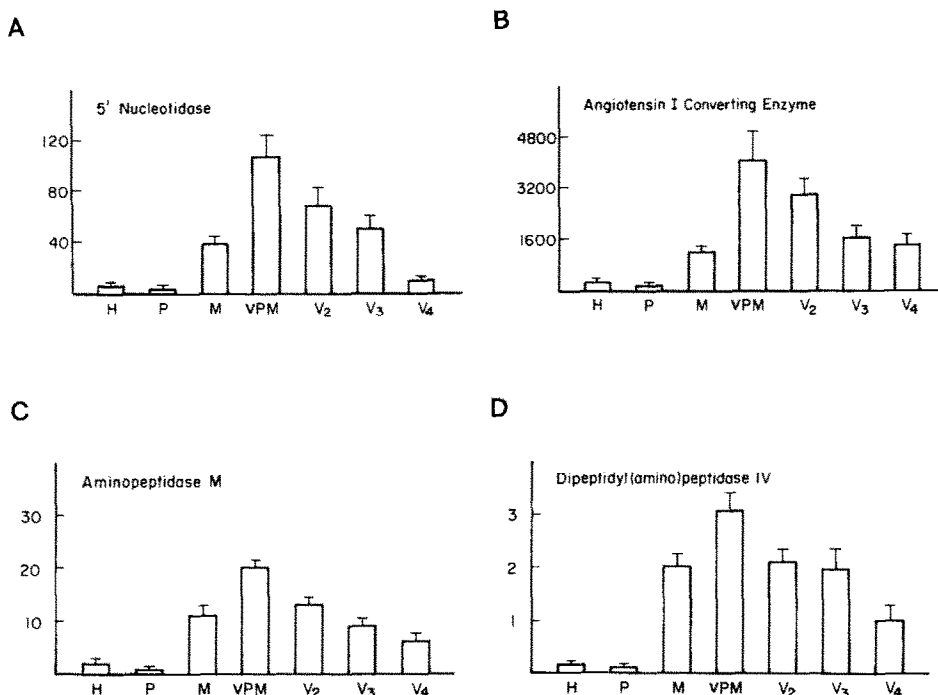 A
5' Nucleotidase
120
80
40
H P M VPM V₂ V₃ V₄
B
Angiotensin I Converting Enzyme
4800
3200
1600
H P M VPM V₂ V₃ V₄
C
Aminopeptidase M
30
20
10
H P M VPM V₂ V₃ V₄
D
Dipeptidyl(amino)peptidase IV
3
2
1
H P M VPM V₂ V₃ V₄